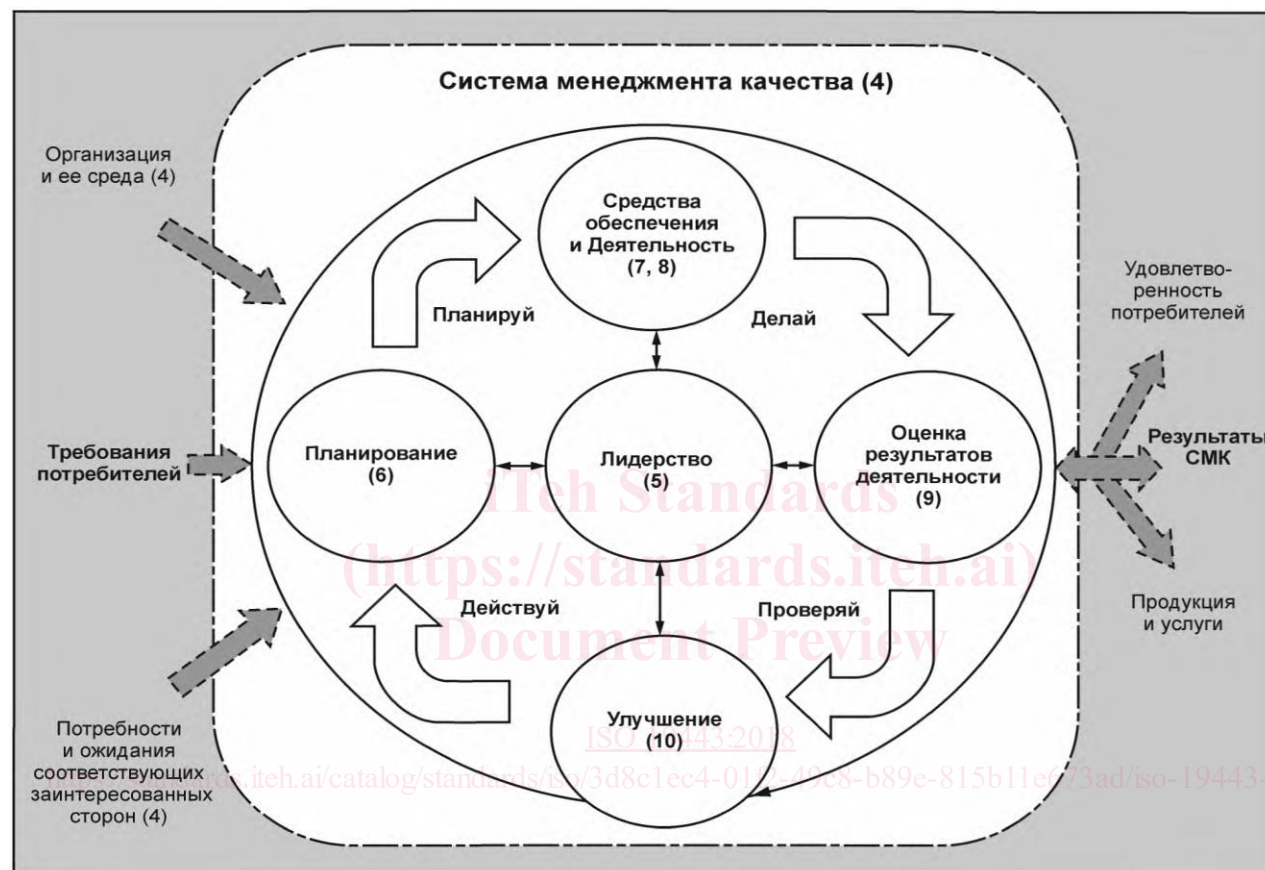 Система менеджмента качества (4)
Организация
и ее среда (4)
Средства
обеспечения
и Деятельность
(7, 8)
Планируй
Делай
Удовлетво-
ренность
потребителей
Требования
потребителей
Планирование
(6)
Лидерство
(5)
Оценка
результатов
деятельности
(9)
Результаты
СМК
iTeh Standards
(https://standards.iteh.ai)
Document Preview
Действуй
Проверяй
Продукция
и услуги
Улучшение
(10)
ISO 19443:2018
Потребности
и ожидания
соответствующих
заинтересованных
сторон (4)